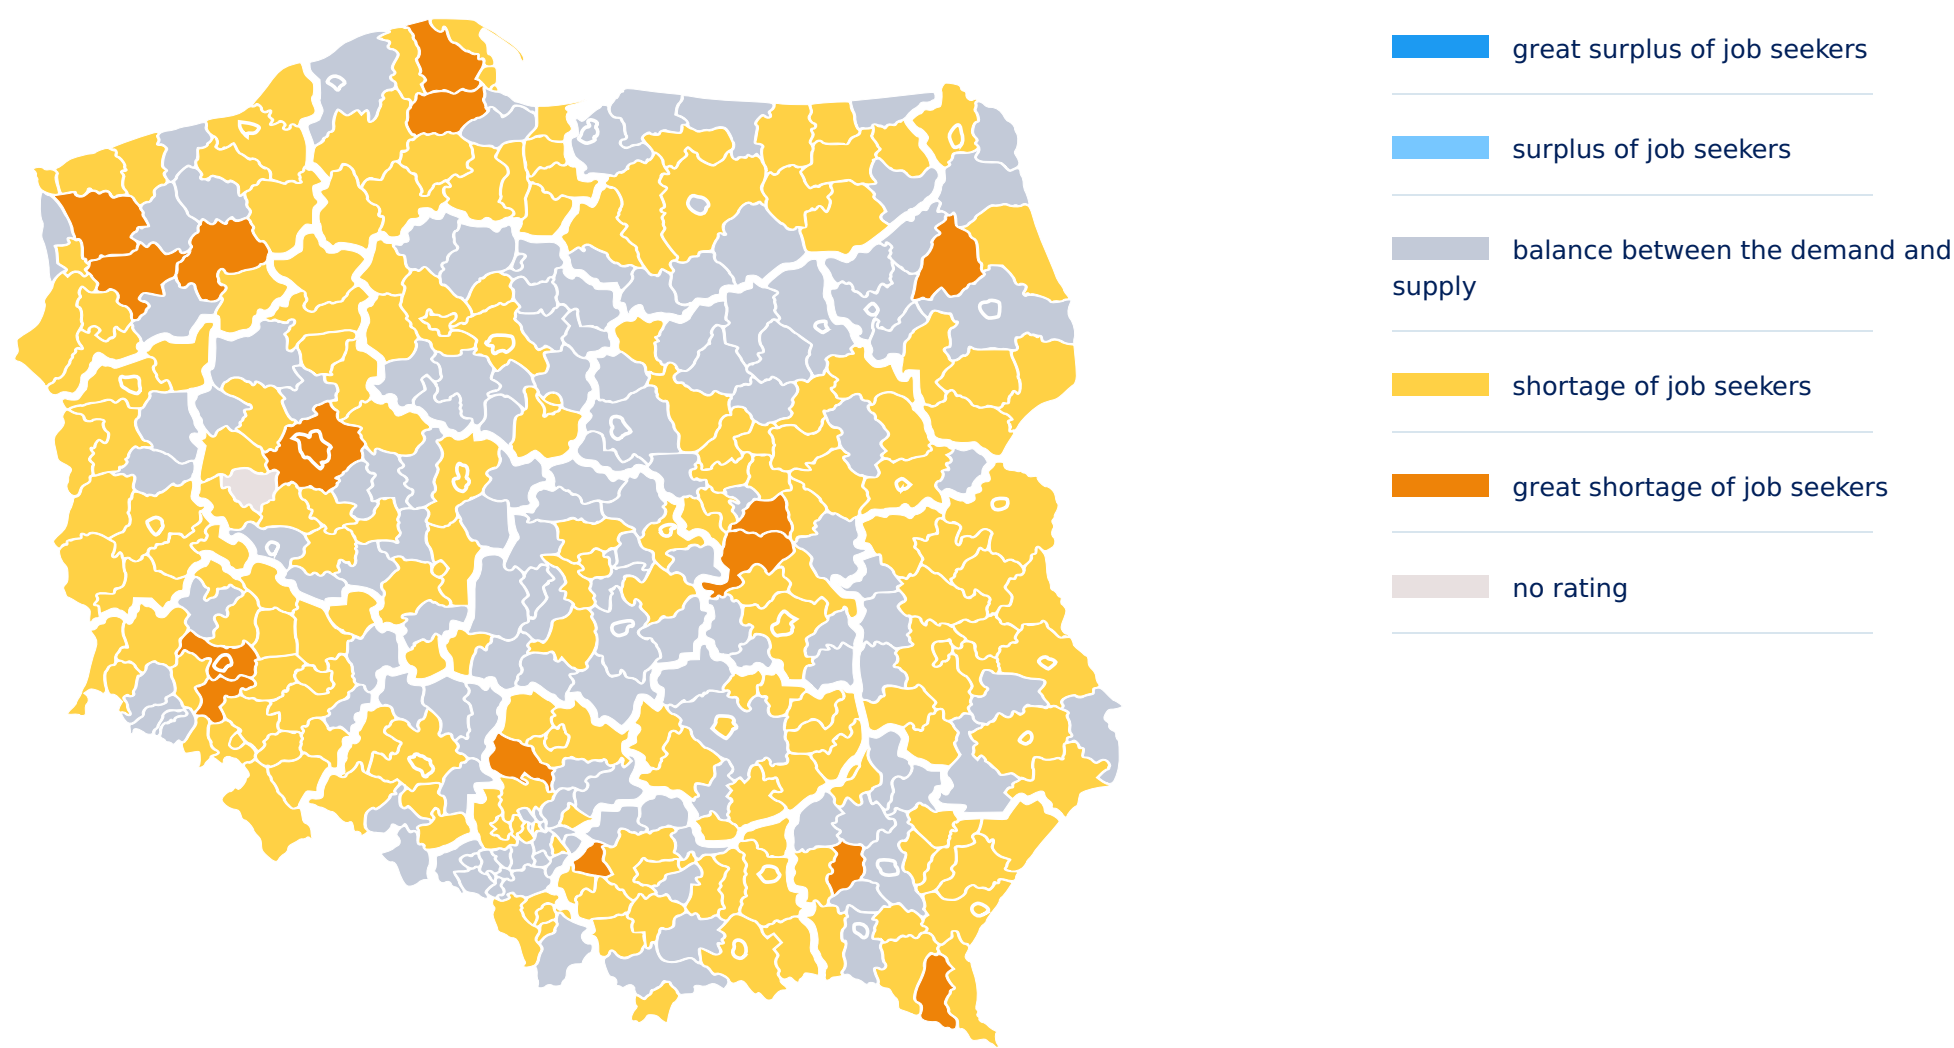 great surplus of job seekers
surplus of job seekers
balance between the demand and
supply
shortage of job seekers
great shortage of job seekers
no rating